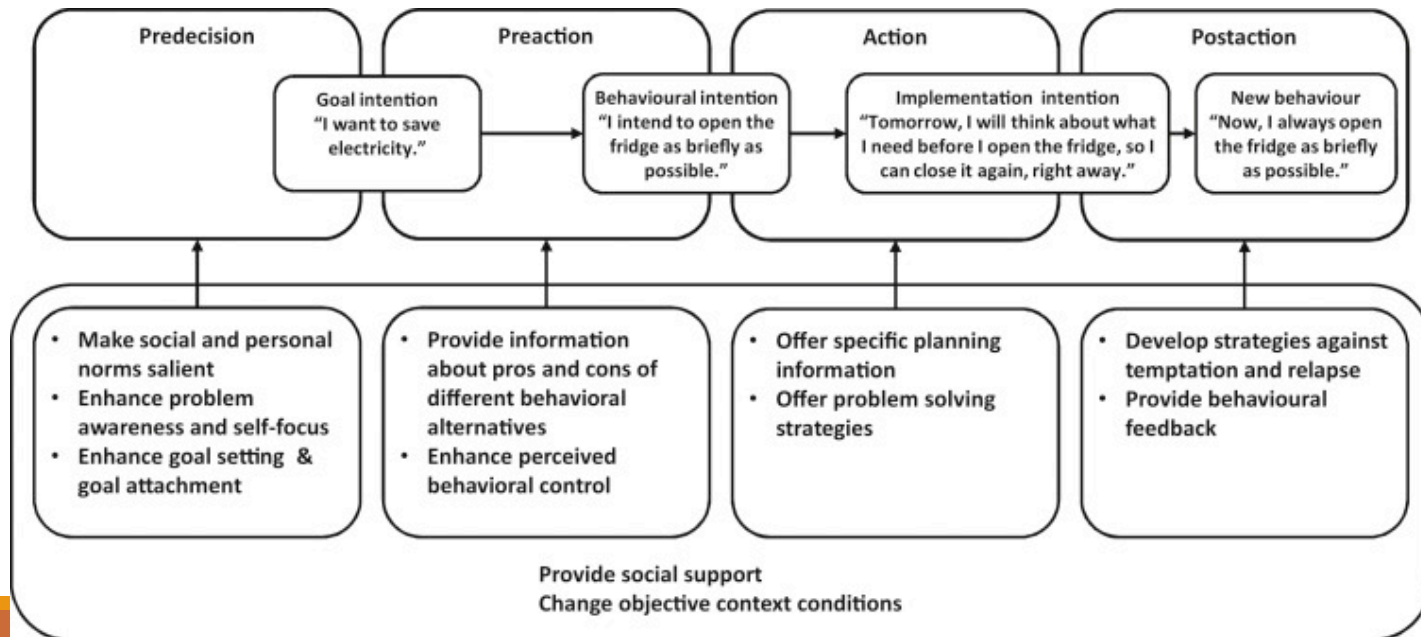 Predecision
Preaction
Action
Postaction
Goal intention
“I want to save
electricity.”
Behavioural intention
“I intend to open the
fridge as briefly as
possible.”
Implementation intention
“Tomorrow, I will think about what
I need before I open the fridge, so I
can close it again, right away.”
New behaviour
“Now, I always open
the fridge as briefly
as possible.”
• Make social and personal
norms salient
• Enhance problem
awareness and self-focus
• Enhance goal setting &
goal attachment
• Provide information
about pros and cons of
different behavioral
alternatives
• Enhance perceived
behavioral control
• Offer specific planning
information
• Offer problem solving
strategies
• Develop strategies against
temptation and relapse
• Provide behavioural
feedback
Provide social support
Change objective context conditions